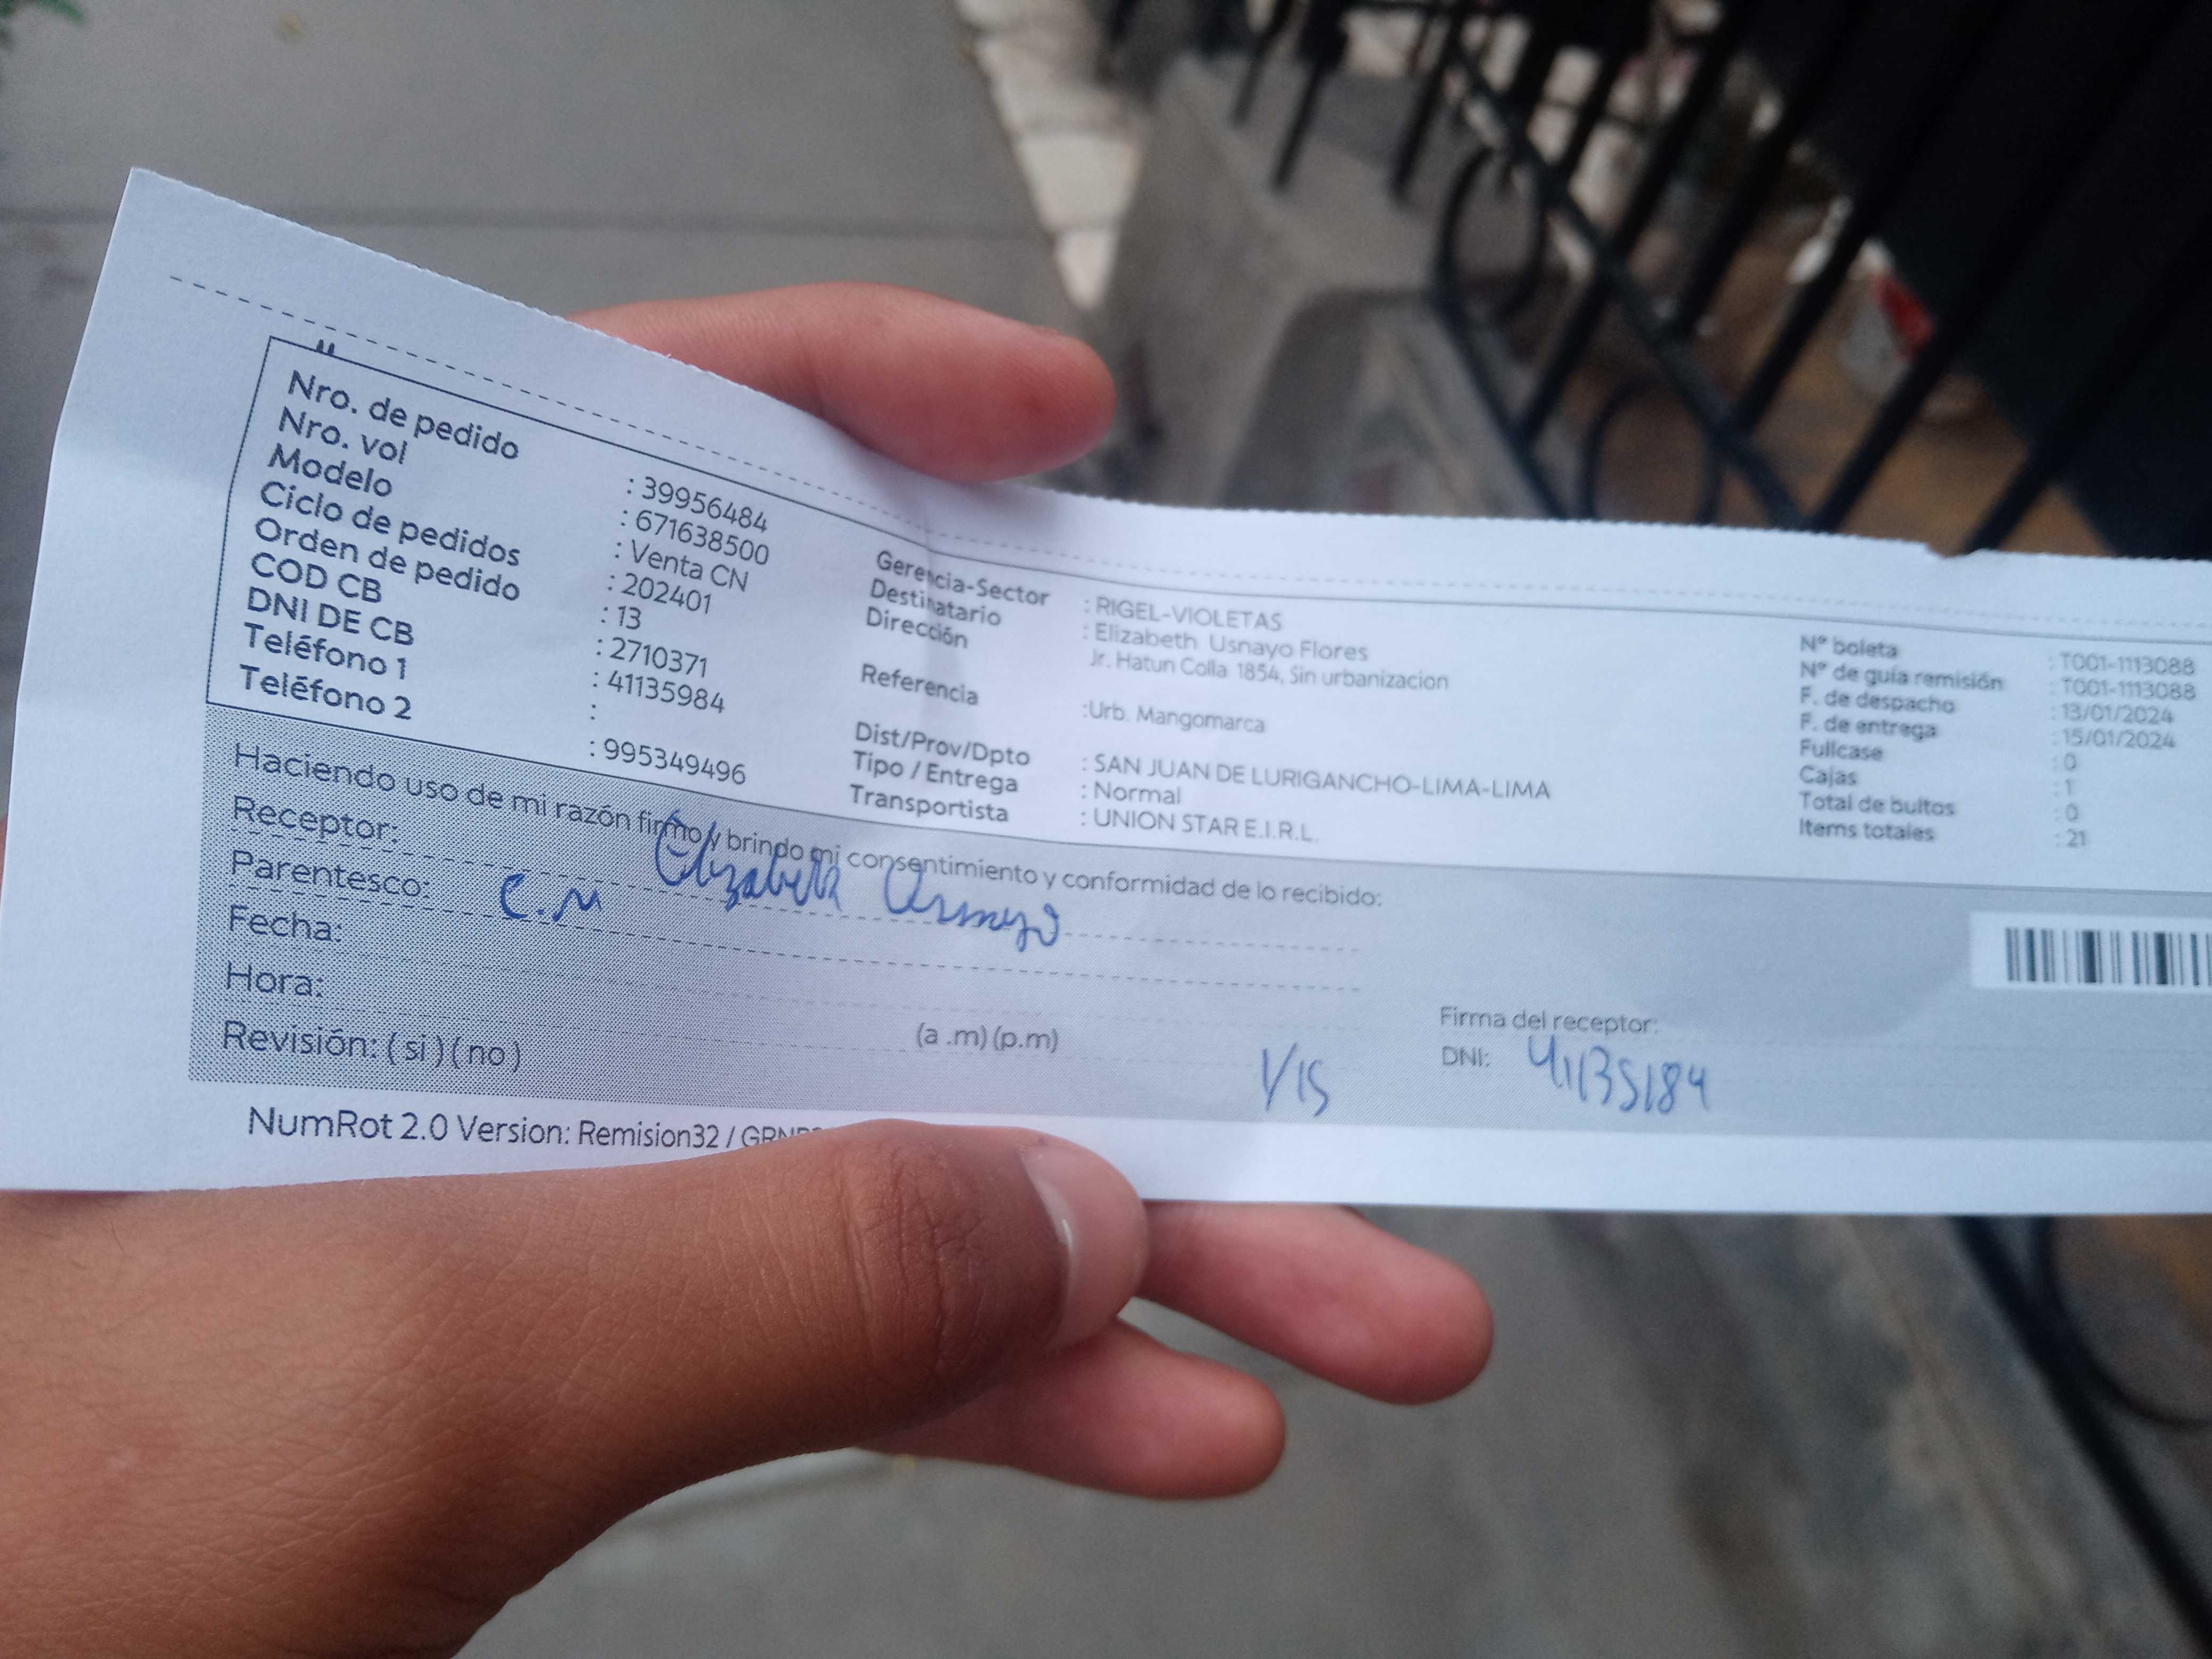 Nro. de pedido : 39956484
Nro. vol : 671638500
Modelo : Venta CN
Ciclo de pedidos : 202401
Orden de pedido : 13
COD CB : 2710371
DNI DE CB : 41135984
Teléfono 1 :
Teléfono 2 : 995349496
Gerencia-Sector : RIGEL-VIOLETAS
Destinatario : Elizabeth Usnayo Flores
Dirección Jr. Hatun Colla 1854, Sin urbanizacion
Referencia :Urb. Mangomarca
Dist/Prov/Dpto : SAN JUAN DE LURIGANCHO-LIMA-LIMA
Tipo / Entrega : Normal
Transportista : UNION STAR E.I.R.L.
N° boleta : T001-1113088
N° de guía remisión : T001-1113088
F. de despacho : 13/01/2024
F. de entrega : 15/01/2024
Fullcase : 0
Cajas : 1
Total de bultos : 0
Items totales : 21
Haciendo uso de mi razón firmo y brindo mi consentimiento y conformidad de lo recibido:
Receptor: Elizabeth
Parentesco: C.N
Fecha:
Hora: (a .m) (p.m)
Revisión: ( si ) ( no )
1/15
Firma del receptor:
DNI: 41135184
NumRot 2.0 Version: Remision32 /